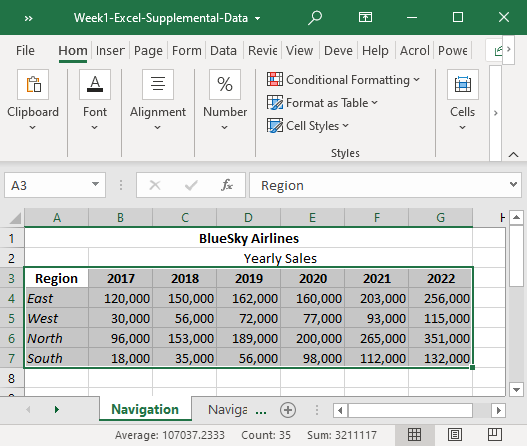 Week1-Excel-Supplemental-Data
File Hom Inser Page Form Data Revie View Deve Help Acrol Powe
Clipboard Font Alignment % Number Conditional Formatting Format as Table Cell Styles Styles Cells
A3 fx Region
A B C D E F G H
1 BlueSky Airlines
2 Yearly Sales
3 Region 2017 2018 2019 2020 2021 2022
4 East 120,000 150,000 162,000 160,000 203,000 256,000
5 West 30,000 56,000 72,000 77,000 93,000 115,000
6 North 96,000 153,000 189,000 200,000 265,000 351,000
7 South 18,000 35,000 56,000 98,000 112,000 132,000
8
Navigation Naviga ...
Average: 107037.2333 Count: 35 Sum: 3211117